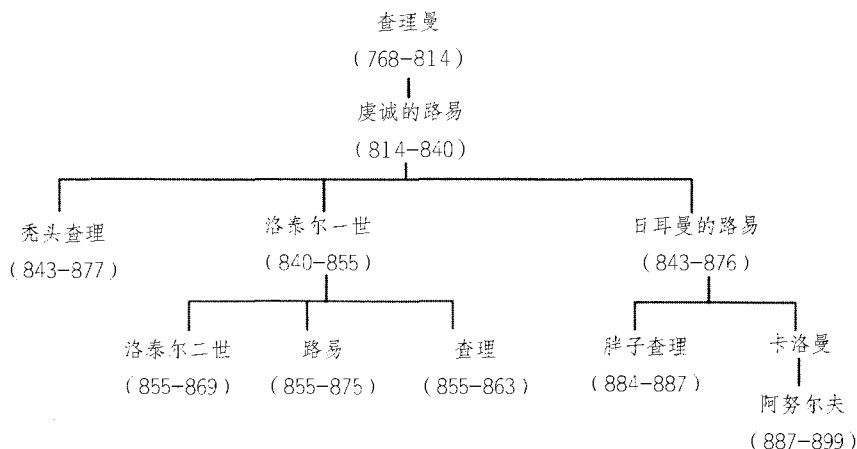 查理曼
(768-814)
虔诚的路易
(814-840)
秃头查理
(843-877)
洛泰尔一世
(840-855)
日耳曼的路易
(843-876)
洛泰尔二世
(855-869)
路易
(855-875)
查理
(855-863)
胖子查理
(884-887)
卡洛曼
阿努尔夫
(887-899)